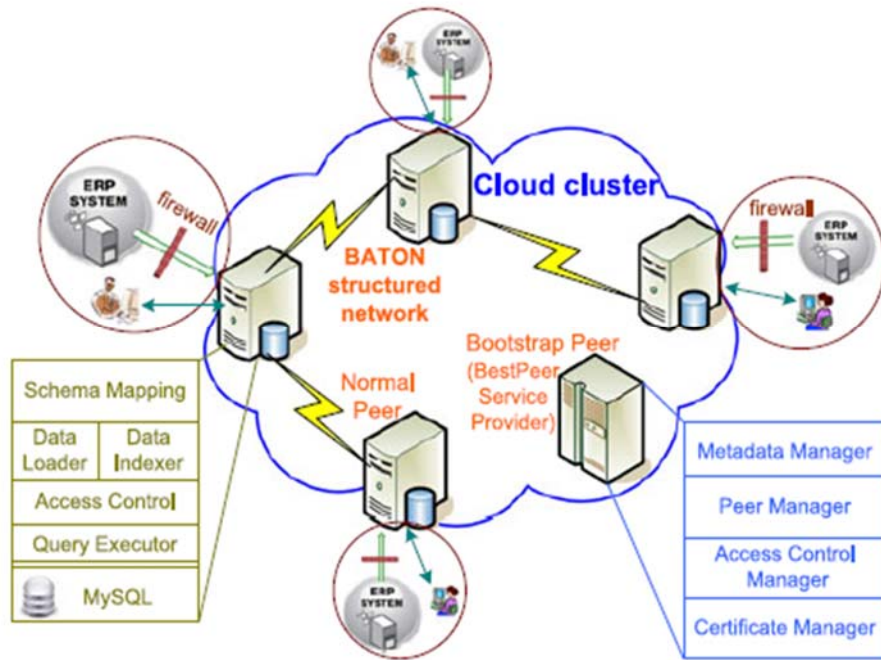 ERP
SYSTEM
Cloud cluster
ERP
SYSTEM
firewall
firewall
ERP
SYSTEM
BATON
structured
network
Bootstrap Peer
(BestPeer
Service
Provider)
Normal
Peer
Schema Mapping
Data
Loader
Data
Indexer
Access Control
Query Executor
MySQL
Metadata Manager
Peer Manager
Access Control
Manager
Certificate Manager
ERP
SYSTEM